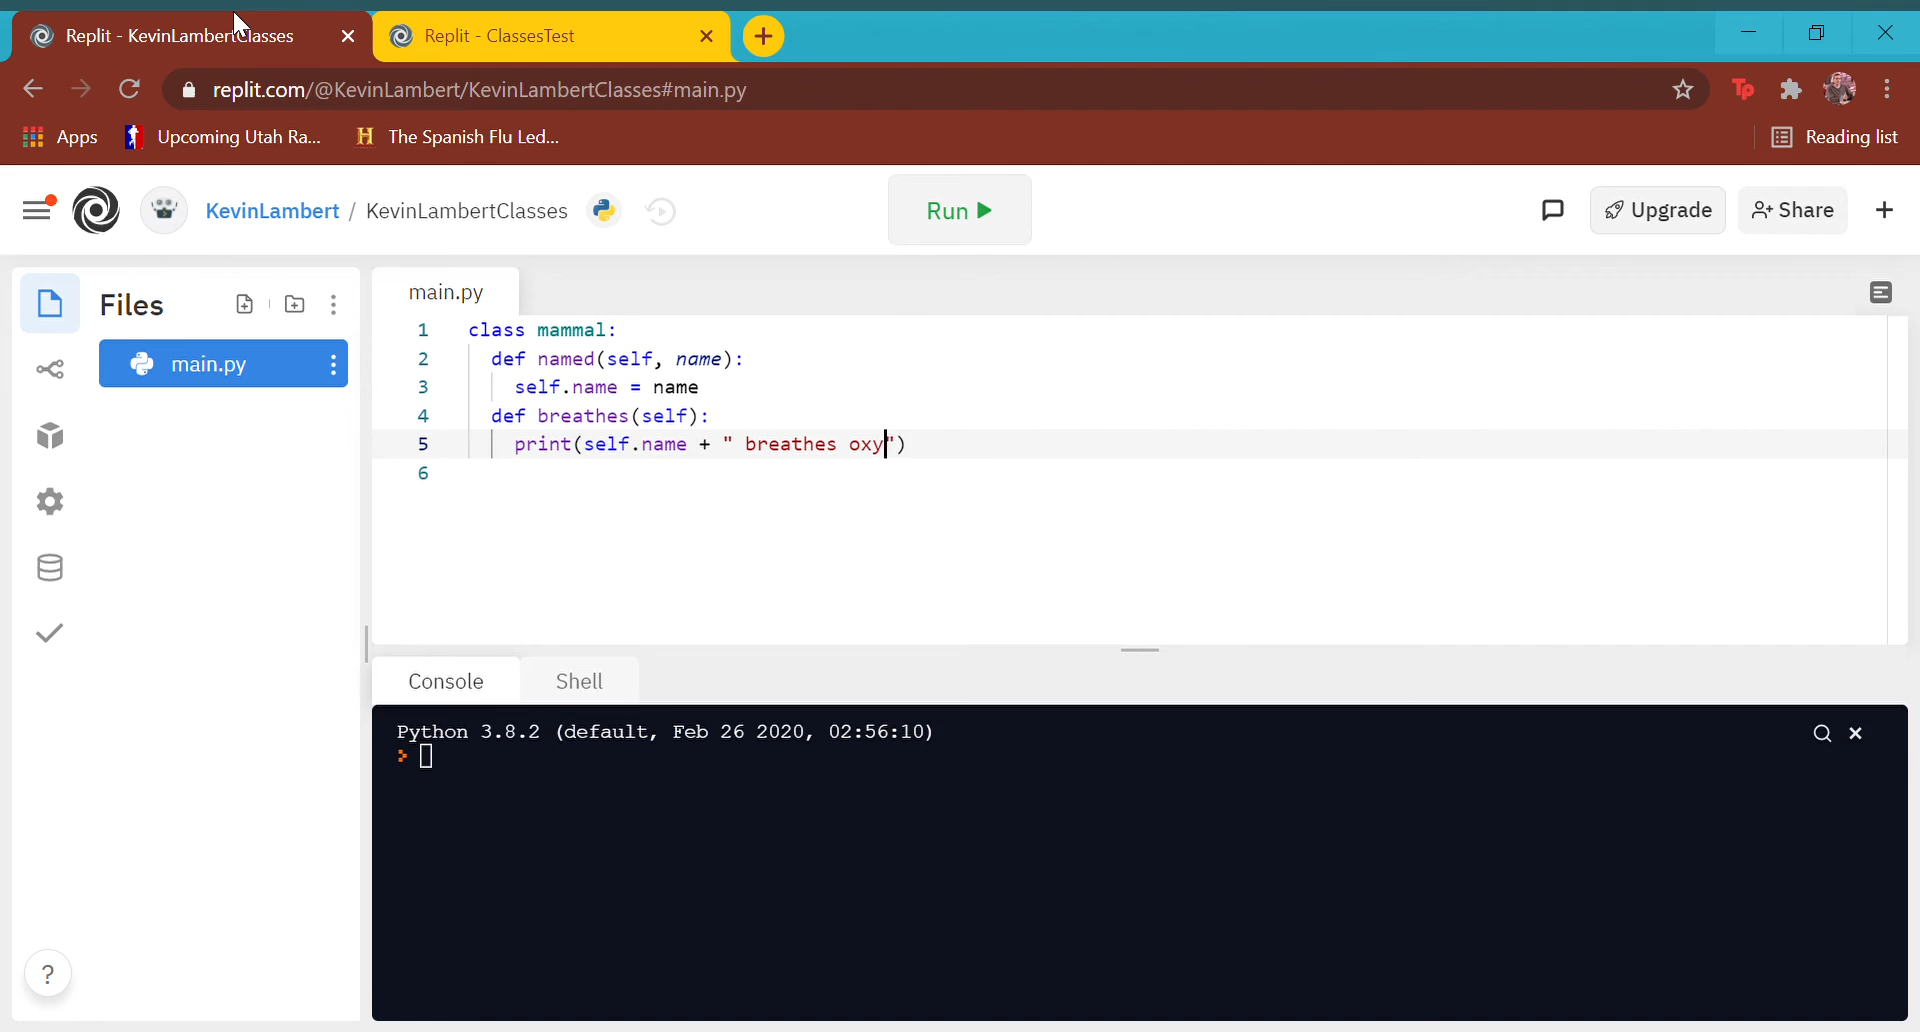 Replit - KevinLambertClasses
Replit - ClassesTest
replit.com/@KevinLambert/KevinLambertClasses#main.py
Tp
Apps
Upcoming Utah Ra...
H The Spanish Flu Led...
Reading list
KevinLambert / KevinLambertClasses
Run
Upgrade
Share
Files
main.py
main.py
1 class mammal:
2 def named(self, name):
3 self.name = name
4 def breathes(self):
5 print(self.name + " breathes oxy")
6
Console
Shell
Python 3.8.2 (default, Feb 26 2020, 02:56:10)
?